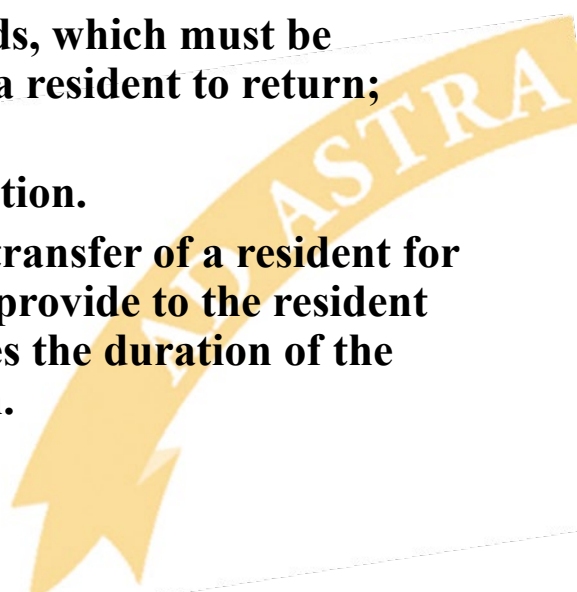 ds, which must be
a resident to return;
tion.
transfer of a resident for
provide to the resident
es the duration of the
.
AD ASTRA